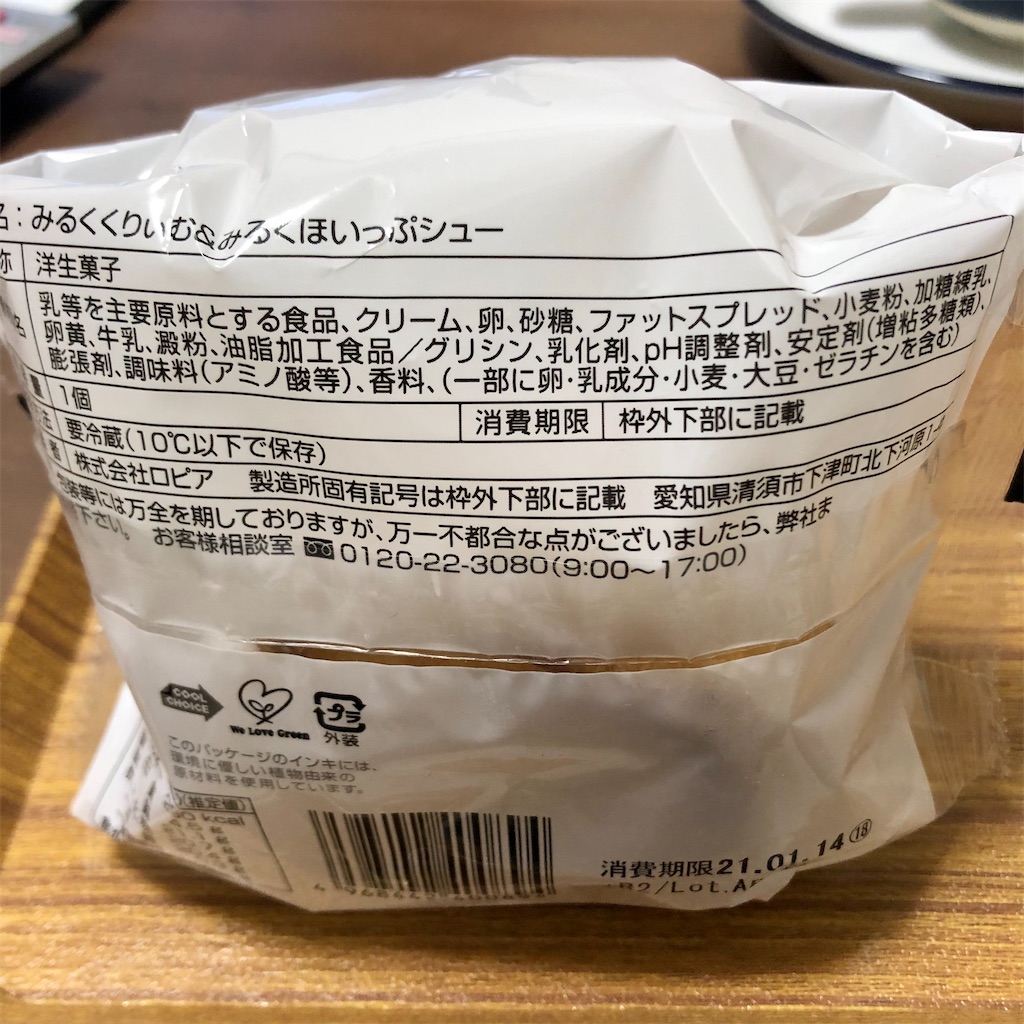 名：みるくくりぃむ&みるくほいっぷシュー
称 洋生菓子
名 乳等を主要原料とする食品、クリーム、卵、砂糖、ファットスプレッド、小麦粉、加糖練乳、
卵黄、牛乳、澱粉、油脂加工食品／グリシン、乳化剤、pH調整剤、安定剤（増粘多糖類）、
膨張剤、調味料（アミノ酸等）、香料、（一部に卵・乳成分・小麦・大豆・ゼラチンを含む）
量 1個 消費期限 枠外下部に記載
法 要冷蔵（10℃以下で保存）
者 株式会社ロピア 製造所固有記号は枠外下部に記載 愛知県清須市下津町北下河原
包装等には万全を期しておりますが、万一不都合な点がございましたら、弊社ま
下さい。 お客様相談室 0120-22-3080（9:00〜17:00）
COOL CHOICE
We Love Green
プラ
外装
このパッケージのインキには、
環境に優しい植物由来の
原材料を使用しています。
（推定値）
kcal
消費期限21.01.14⑱
/Lot.